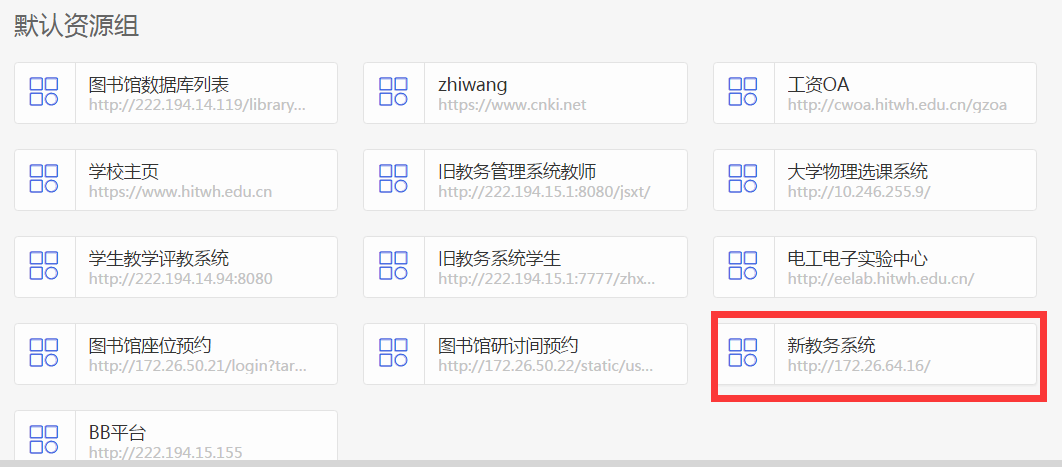 默认资源组
图书馆数据库列表
http://222.194.14.119/library...
zhiwang
https://www.cnki.net
工资OA
http://cwoa.hitwh.edu.cn/gzoa
学校主页
https://www.hitwh.edu.cn
旧教务管理系统教师
http://222.194.15.1:8080/jsxt/
大学物理选课系统
http://10.246.255.9/
学生教学评教系统
http://222.194.14.94:8080
旧教务系统学生
http://222.194.15.1:7777/zhx...
电工电子实验中心
http://eelab.hitwh.edu.cn/
图书馆座位预约
http://172.26.50.21/login?tar...
图书馆研讨间预约
http://172.26.50.22/static/us...
新教务系统
http://172.26.64.16/
BB平台
http://222.194.15.155